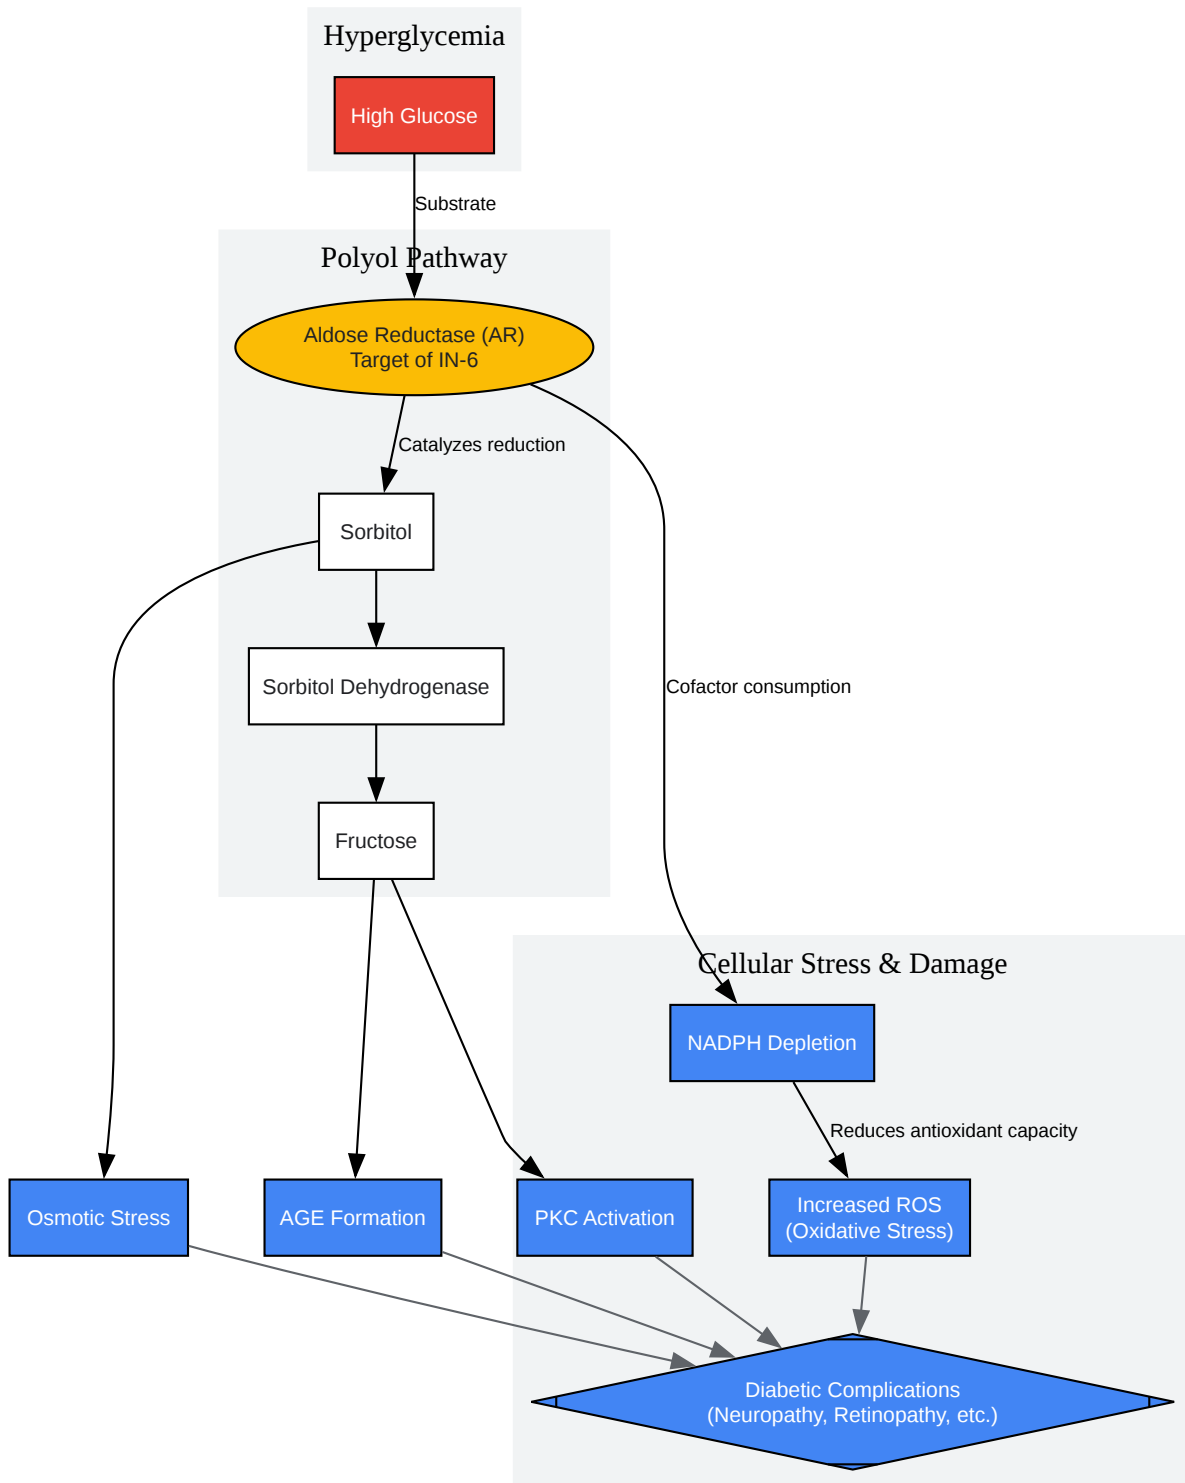 Hyperglycemia
High Glucose
Substrate
Polyol Pathway
Aldose Reductase (AR)
Target of IN-6
Catalyzes reduction
Sorbitol
Sorbitol Dehydrogenase
Cofactor consumption
Fructose
Cellular Stress & Damage
NADPH Depletion
Reduces antioxidant capacity
Osmotic Stress
AGE Formation
PKC Activation
Increased ROS
(Oxidative Stress)
Diabetic Complications
(Neuropathy, Retinopathy, etc.)